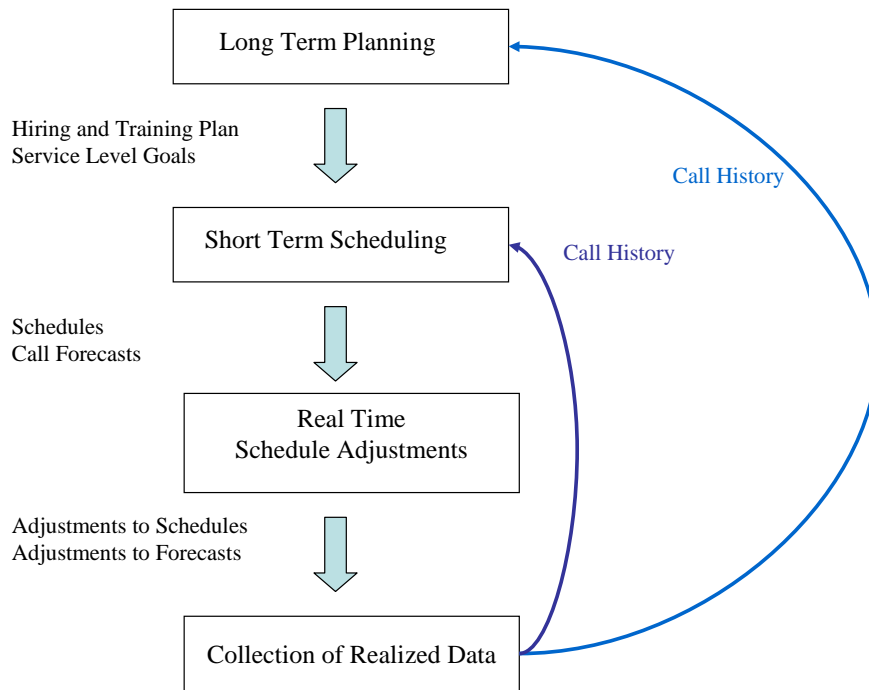 Long Term Planning
Hiring and Training Plan
Service Level Goals
Call History
Short Term Scheduling
Call History
Schedules
Call Forecasts
Real Time
Schedule Adjustments
Adjustments to Schedules
Adjustments to Forecasts
Collection of Realized Data